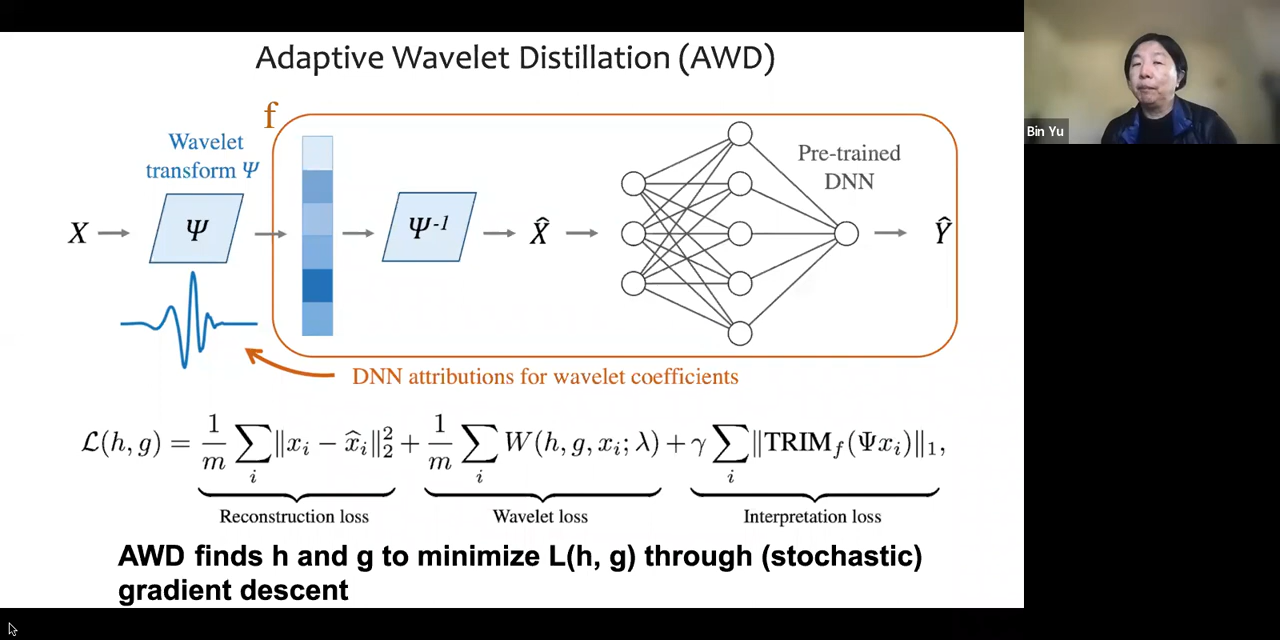 Adaptive Wavelet Distillation (AWD)
f
Wavelet
transform Ψ
Pre-trained
DNN
X
Ψ
Ψ⁻¹
X̂
Ŷ
DNN attributions for wavelet coefficients
ℒ(h, g) = 1/m ∑_i ‖x_i − x̂_i‖₂² + 1/m ∑_i W(h, g, x_i; λ) + γ ∑_i ‖TRIM_f(Ψx_i)‖₁,
Reconstruction loss
Wavelet loss
Interpretation loss
AWD finds h and g to minimize L(h, g) through (stochastic)
gradient descent
Bin Yu